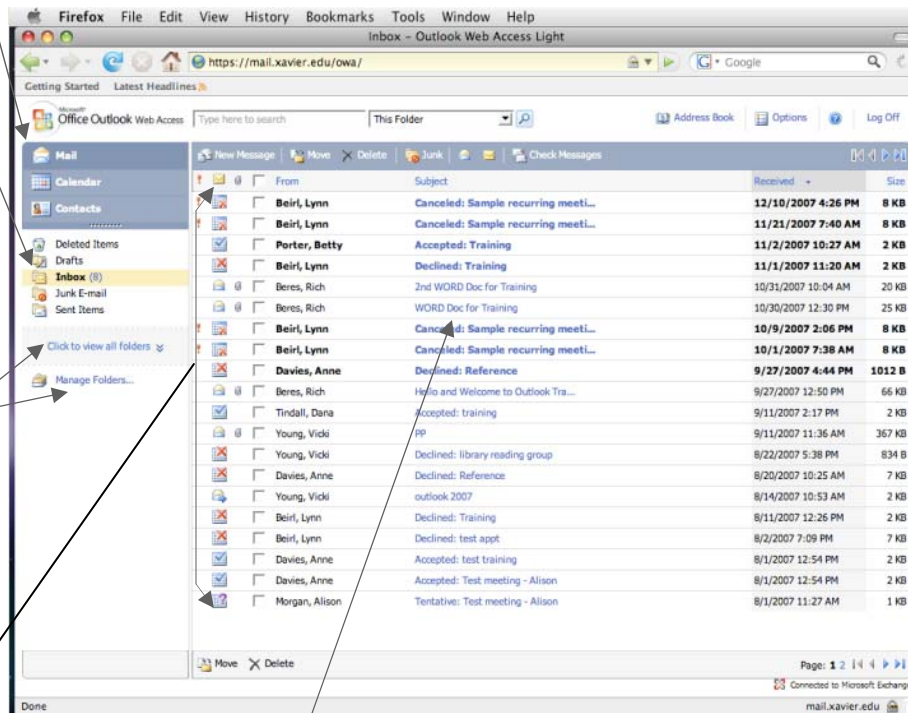 Firefox File Edit View History Bookmarks Tools Window Help
Inbox – Outlook Web Access Light
https://mail.xavier.edu/owa/
Google
Getting Started Latest Headlines
Microsoft
Office Outlook Web Access Type here to search This Folder Address Book Options Log Off
Mail New Message Move Delete Junk Check Messages
Calendar From Subject Received Size
Contacts
Deleted Items
Drafts
Inbox (8)
Junk E-mail
Sent Items
Click to view all folders
Manage Folders...
Beirl, Lynn Canceled: Sample recurring meeti... 12/10/2007 4:26 PM 8 KB
Beirl, Lynn Canceled: Sample recurring meeti... 11/21/2007 7:40 AM 8 KB
Porter, Betty Accepted: Training 11/2/2007 10:27 AM 2 KB
Beirl, Lynn Declined: Training 11/1/2007 11:20 AM 2 KB
Beres, Rich 2nd WORD Doc for Training 10/31/2007 10:04 AM 20 KB
Beres, Rich WORD Doc for Training 10/30/2007 12:30 PM 25 KB
Beirl, Lynn Canceled: Sample recurring meeti... 10/9/2007 2:06 PM 8 KB
Beirl, Lynn Canceled: Sample recurring meeti... 10/1/2007 7:38 AM 8 KB
Davies, Anne Declined: Reference 9/27/2007 4:44 PM 1012 B
Beres, Rich Hello and Welcome to Outlook Tra... 9/27/2007 12:50 PM 66 KB
Tindall, Dana Accepted: training 9/11/2007 2:17 PM 2 KB
Young, Vicki PP 9/11/2007 11:36 AM 367 KB
Young, Vicki Declined: library reading group 8/22/2007 5:38 PM 834 B
Davies, Anne Declined: Reference 8/20/2007 10:25 AM 7 KB
Young, Vicki outlook 2007 8/14/2007 10:53 AM 2 KB
Beirl, Lynn Declined: Training 8/11/2007 12:26 PM 2 KB
Beirl, Lynn Declined: test appt 8/2/2007 7:09 PM 7 KB
Davies, Anne Accepted: test training 8/1/2007 12:54 PM 2 KB
Davies, Anne Accepted: Test meeting - Alison 8/1/2007 12:54 PM 2 KB
Morgan, Alison Tentative: Test meeting - Alison 8/1/2007 11:27 AM 1 KB
Move Delete Page: 1 2
Connected to Microsoft Exchang
Done mail.xavier.edu